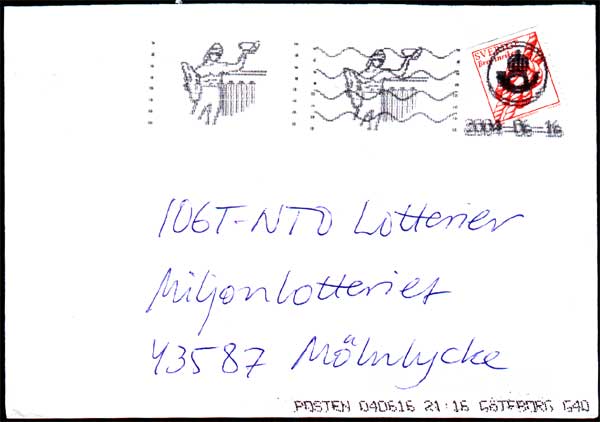 SVERIGE
2004 06 16
IOGT-NTO Lotterier
Miljonlotteriet
43587 Mölnlycke
POSTEN 040616 21:16 GÖTEBORG G40